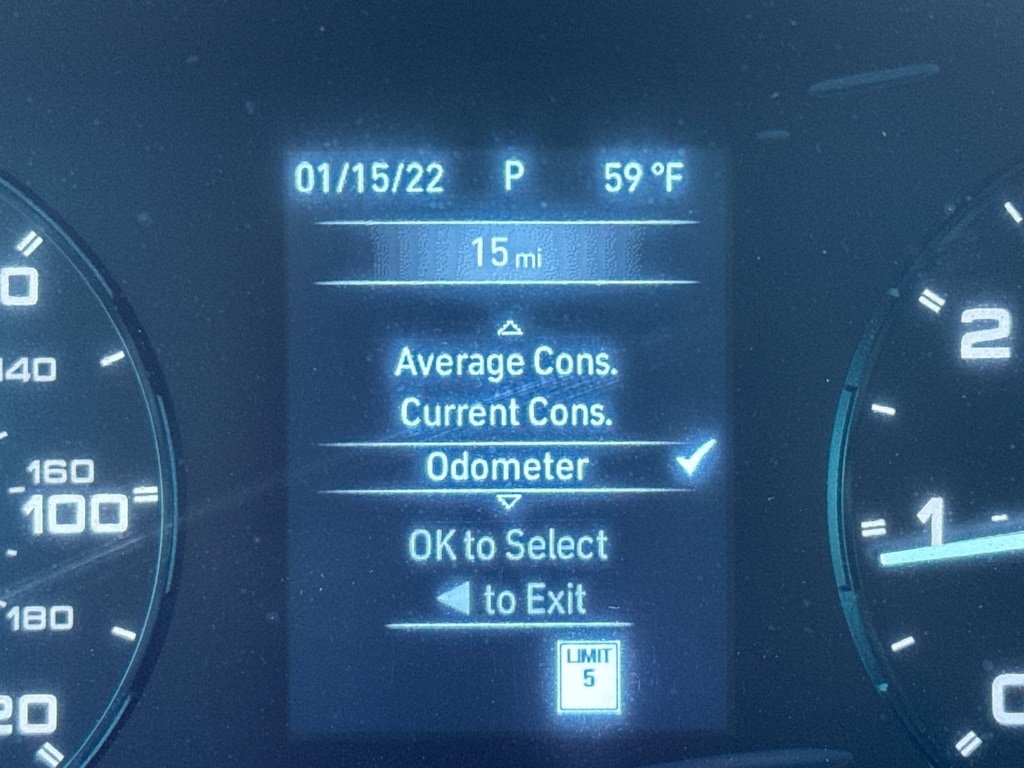 01/15/22 P 59 °F
15 mi
Average Cons.
Current Cons.
Odometer
OK to Select
to Exit
LIMIT
5
160
100
180
2
1